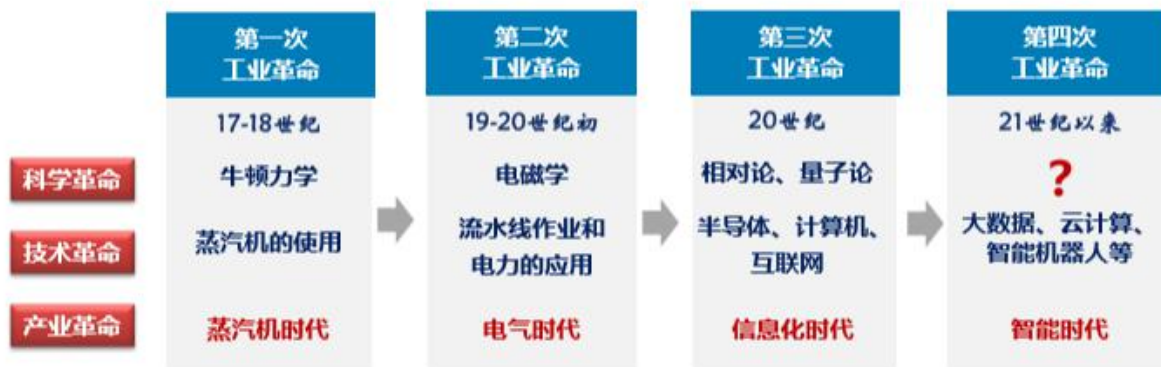 第一次
工业革命
第二次
工业革命
第三次
工业革命
第四次
工业革命
17-18世纪
19-20世纪初
20世纪
21世纪以来
科学革命
牛顿力学
电磁学
相对论、量子论
?
技术革命
蒸汽机的使用
流水线作业和
电力的应用
半导体、计算机、
互联网
大数据、云计算、
智能机器人等
产业革命
蒸汽机时代
电气时代
信息化时代
智能时代